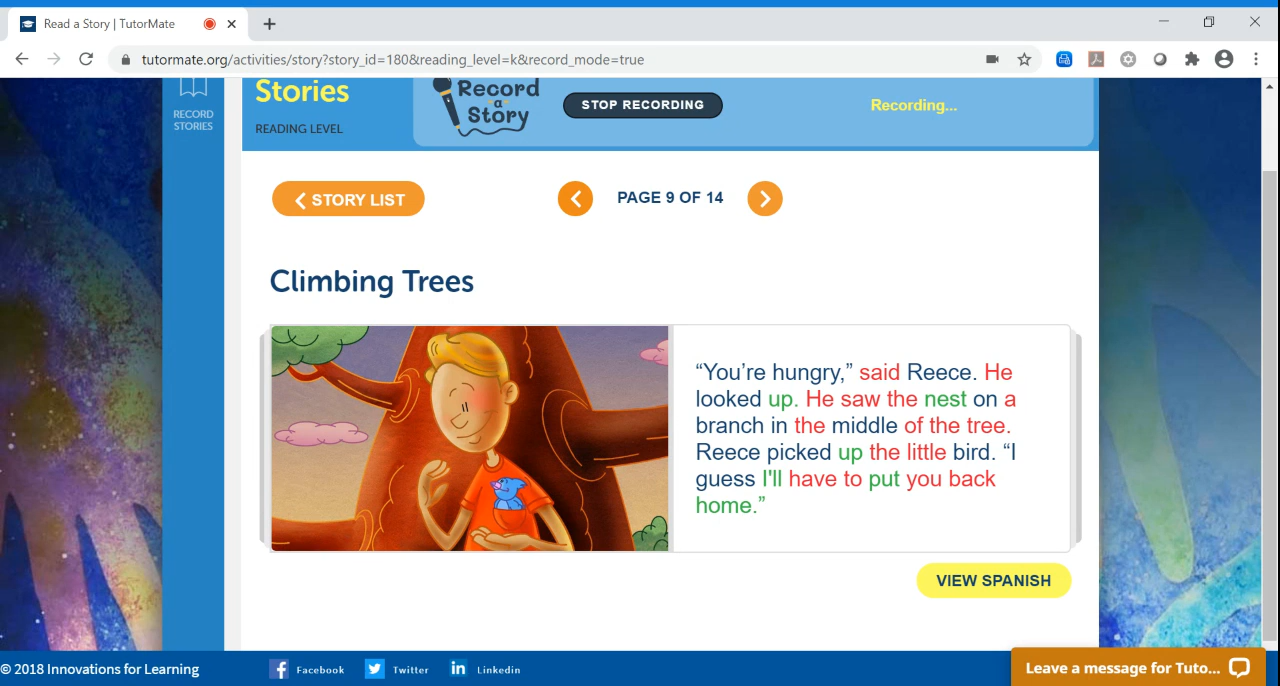 Read a Story | TutorMate
tutormate.org/activities/story?story_id=180&reading_level=k&record_mode=true
RECORD
STORIES
Stories
READING LEVEL
Record
a
Story
STOP RECORDING
Recording...
STORY LIST
PAGE 9 OF 14
Climbing Trees
“You’re hungry,” said Reece. He
looked up. He saw the nest on a
branch in the middle of the tree.
Reece picked up the little bird. “I
guess I'll have to put you back
home.”
VIEW SPANISH
© 2018 Innovations for Learning
Facebook
Twitter
in Linkedin
Leave a message for Tuto...